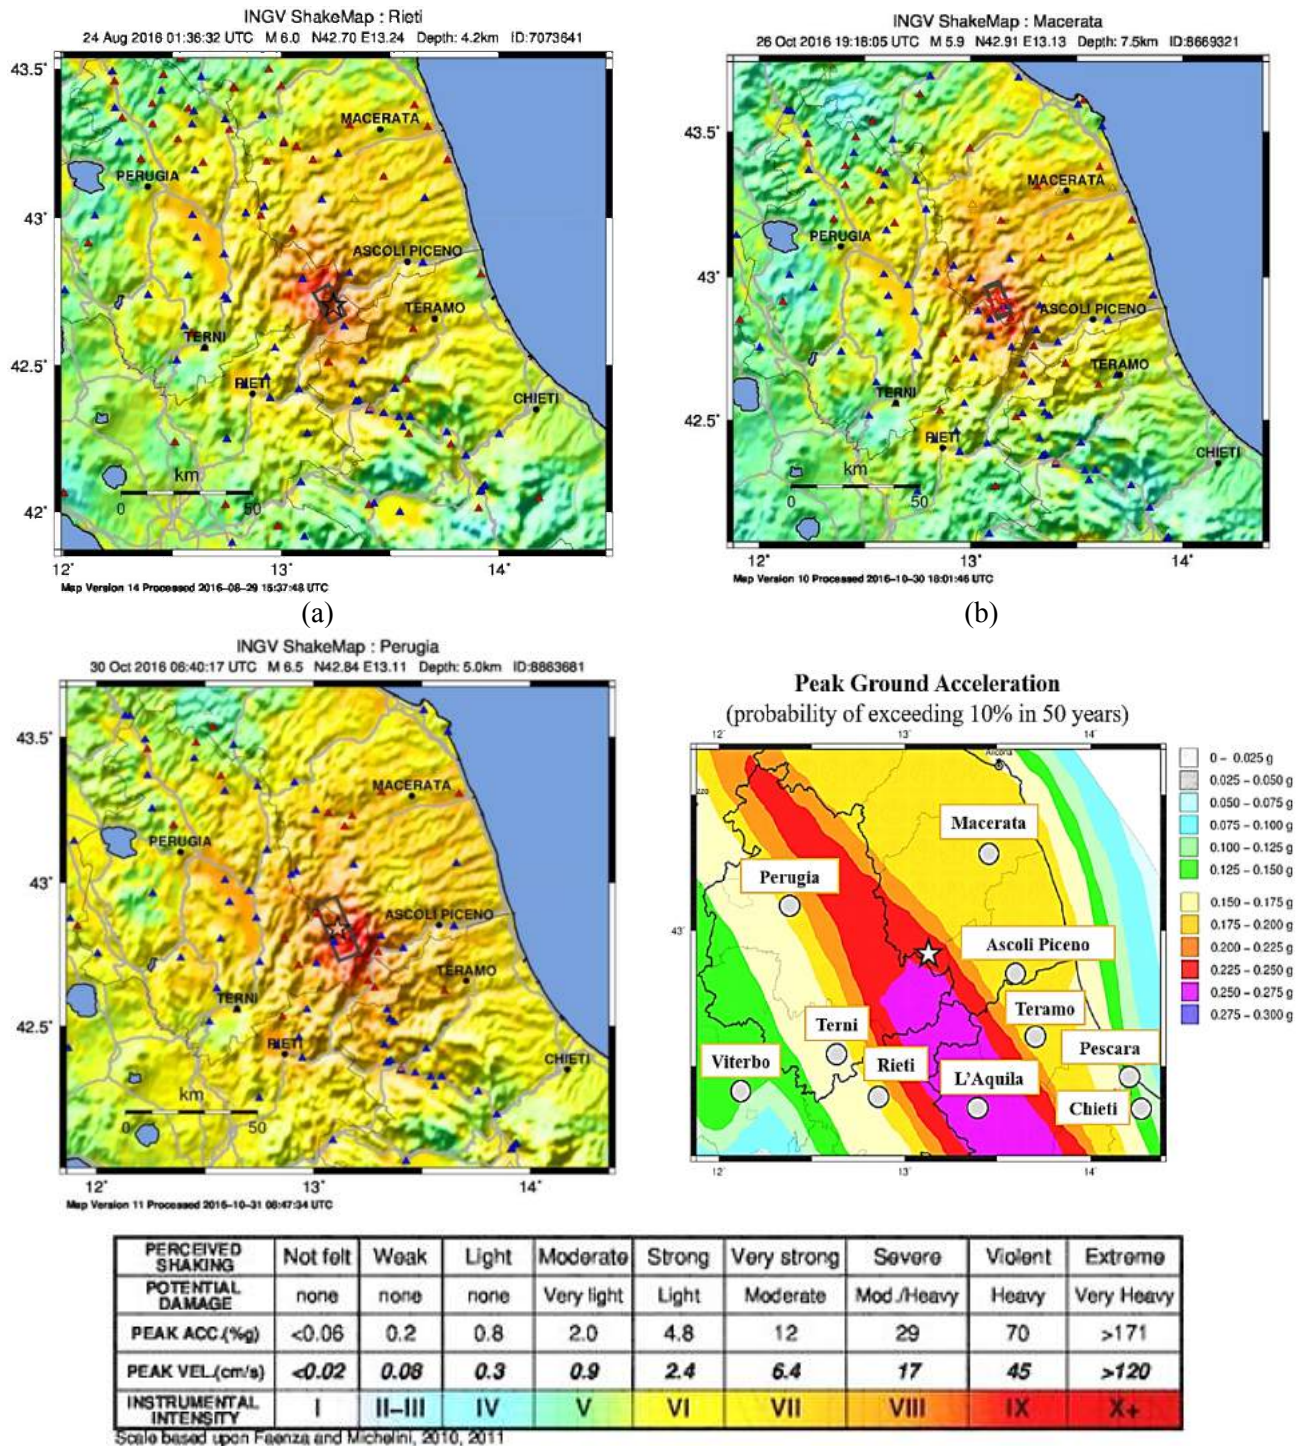 INGV ShakeMap : Rieti
24 Aug 2016 01:36:32 UTC M 6.0 N42.70 E13.24 Depth: 4.2km ID:7073641
43.5˚
MACERATA
PERUGIA
43˚
ASCOLI PICENO
TERAMO
TERNI
42.5˚
RIETI
CHIETI
km
0 50
42˚
12˚ 13˚ 14˚
Map Version 14 Processed 2016-08-29 15:37:48 UTC
(a)
INGV ShakeMap : Macerata
26 Oct 2016 19:18:05 UTC M 5.9 N42.91 E13.13 Depth: 7.5km ID:8669321
43.5˚
MACERATA
PERUGIA
43˚
ASCOLI PICENO
TERAMO
TERNI
42.5˚
RIETI
CHIETI
km
0 50
12˚ 13˚ 14˚
Map Version 10 Processed 2016-10-30 18:01:46 UTC
(b)
INGV ShakeMap : Perugia
30 Oct 2016 06:40:17 UTC M 6.5 N42.84 E13.11 Depth: 5.0km ID:8863681
43.5˚
MACERATA
PERUGIA
43˚
ASCOLI PICENO
TERAMO
TERNI
42.5˚
RIETI
CHIETI
km
0 50
12˚ 13˚ 14˚
Map Version 11 Processed 2016-10-31 08:47:34 UTC
Peak Ground Acceleration
(probability of exceeding 10% in 50 years)
12˚ 13˚ 14˚
Ancona
Macerata
Perugia
43˚
Ascoli Piceno
Teramo
Terni
Pescara
Viterbo
Rieti
L'Aquila
Chieti
12˚ 13˚ 14˚
0 – 0.025 g
0.025 – 0.050 g
0.050 – 0.075 g
0.075 – 0.100 g
0.100 – 0.125 g
0.125 – 0.150 g
0.150 – 0.175 g
0.175 – 0.200 g
0.200 – 0.225 g
0.225 – 0.250 g
0.250 – 0.275 g
0.275 – 0.300 g
PERCEIVED SHAKING Not felt Weak Light Moderate Strong Very strong Severe Violent Extreme
POTENTIAL DAMAGE none none none Very light Light Moderate Mod./Heavy Heavy Very Heavy
PEAK ACC.(%g) <0.06 0.2 0.8 2.0 4.8 12 29 70 >171
PEAK VEL.(cm/s) <0.02 0.08 0.3 0.9 2.4 6.4 17 45 >120
INSTRUMENTAL INTENSITY I II–III IV V VI VII VIII IX X+
Scale based upon Faenza and Michelini, 2010, 2011